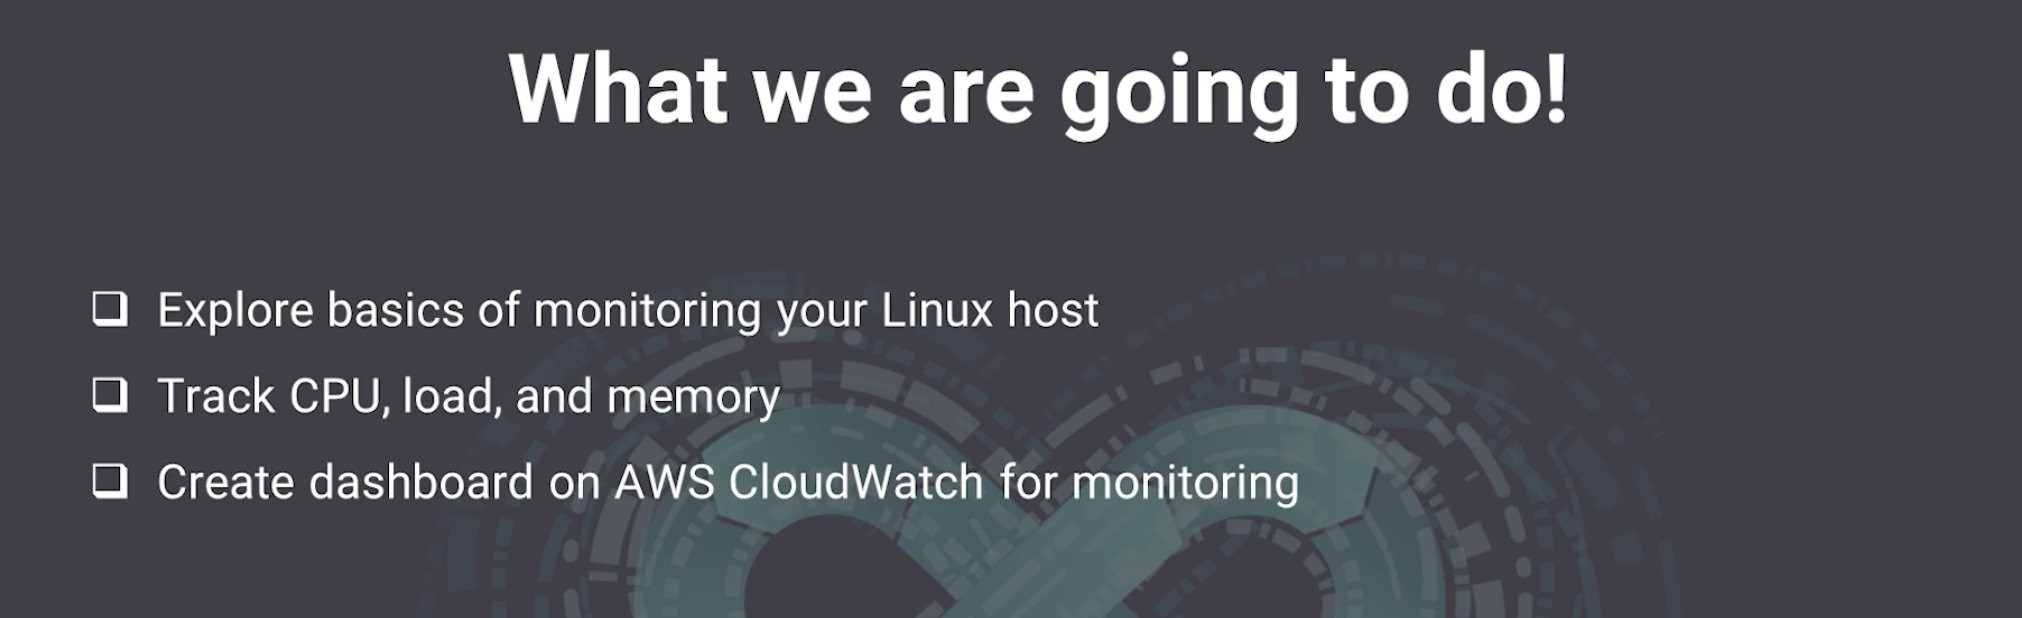 What we are going to do!
❑ Explore basics of monitoring your Linux host
❑ Track CPU, load, and memory
❑ Create dashboard on AWS CloudWatch for monitoring